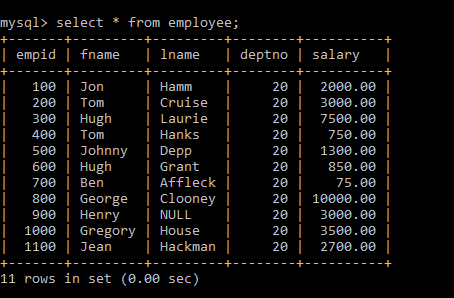 mysql> select * from employee;
+-------+---------+---------+--------+----------+
| empid | fname   | lname   | deptno | salary   |
+-------+---------+---------+--------+----------+
|   100 | Jon     | Hamm    |     20 |  2000.00 |
|   200 | Tom     | Cruise  |     20 |  3000.00 |
|   300 | Hugh    | Laurie  |     20 |  7500.00 |
|   400 | Tom     | Hanks   |     20 |   750.00 |
|   500 | Johnny  | Depp    |     20 |  1300.00 |
|   600 | Hugh    | Grant   |     20 |   850.00 |
|   700 | Ben     | Affleck |     20 |    75.00 |
|   800 | George  | Clooney |     20 | 10000.00 |
|   900 | Henry   | NULL    |     20 |  3000.00 |
|  1000 | Gregory | House   |     20 |  3500.00 |
|  1100 | Jean    | Hackman |     20 |  2700.00 |
+-------+---------+---------+--------+----------+
11 rows in set (0.00 sec)